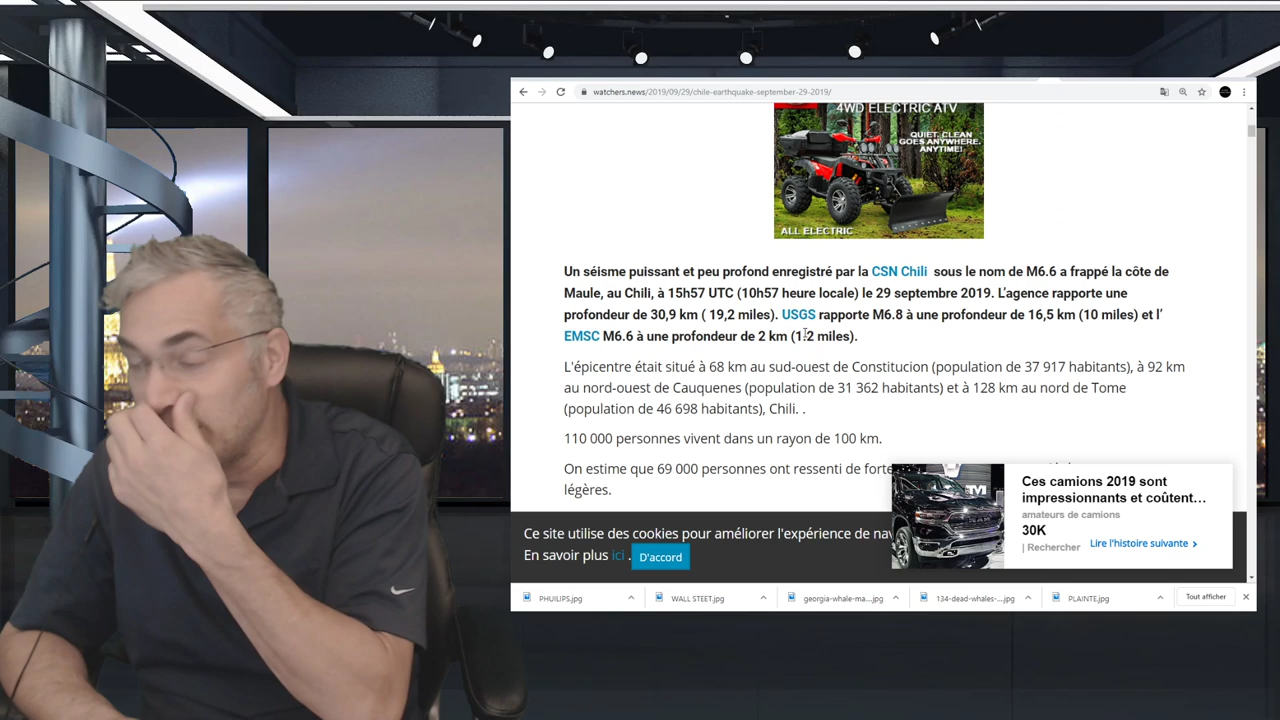 watchers.news/2019/09/29/chile-earthquake-september-29-2019/
4WD ELECTRIC ATV
QUIET. CLEAN
GOES ANYWHERE.
ANYTIME!
ALL ELECTRIC
Un séisme puissant et peu profond enregistré par la CSN Chili sous le nom de M6.6 a frappé la côte de
Maule, au Chili, à 15h57 UTC (10h57 heure locale) le 29 septembre 2019. L'agence rapporte une
profondeur de 30,9 km ( 19,2 miles). USGS rapporte M6.8 à une profondeur de 16,5 km (10 miles) et l'
EMSC M6.6 à une profondeur de 2 km (1.2 miles).
L'épicentre était situé à 68 km au sud-ouest de Constitucion (population de 37 917 habitants), à 92 km
au nord-ouest de Cauquenes (population de 31 362 habitants) et à 128 km au nord de Tome
(population de 46 698 habitants), Chili. .
110 000 personnes vivent dans un rayon de 100 km.
On estime que 69 000 personnes ont ressenti de forte
légères.
Ces camions 2019 sont
impressionnants et coûtent…
amateurs de camions
30K
| Rechercher
Lire l'histoire suivante >
Ce site utilise des cookies pour améliorer l'expérience de nav
En savoir plus ici .
D'accord
PHUILIPS.jpg
WALL STEET.jpg
georgia-whale-ma....jpg
134-dead-whales-....jpg
PLAINTE.jpg
Tout afficher